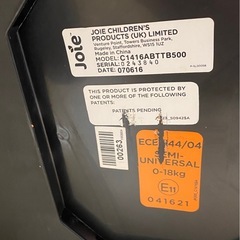 Joie
JOIE CHILDREN'S
PRODUCTS (UK) LIMITED
Venture Point, Towers Business Park,
Rugeley, Staffordshire, WS15 1UZ
Made in China
MODEL: C1416ABTTB500
SERIAL: 0243840
DATE: 070616
THIS PRODUCT IS PROTECTED BY
ONE OR MORE OF THE FOLLOWING:
PATENTS PENDING
00263
ECE R44/04
SEMI-
UNIVERSAL
0-18kg
E11
041621